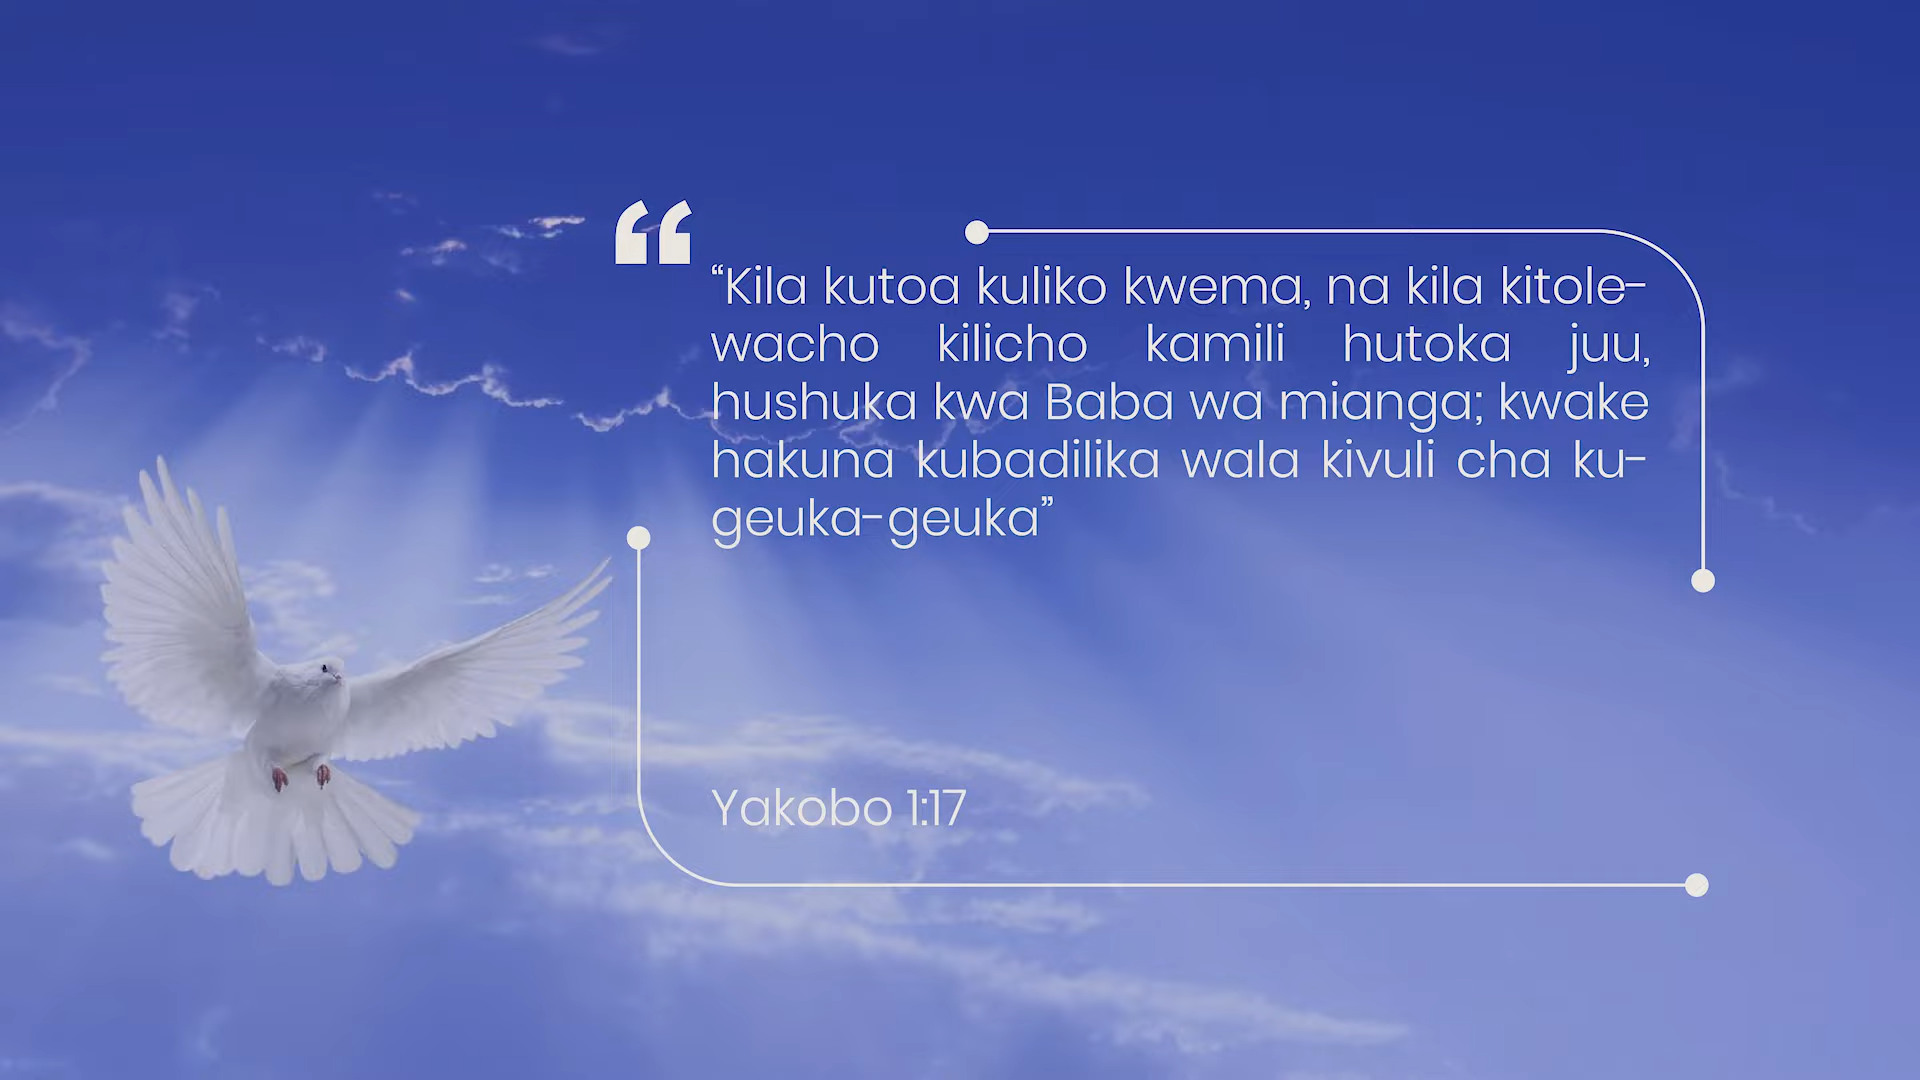 “Kila kutoa kuliko kwema, na kila kitole-
wacho kilicho kamili hutoka juu,
hushuka kwa Baba wa mianga; kwake
hakuna kubadilika wala kivuli cha ku-
geuka-geuka”
Yakobo 1:17